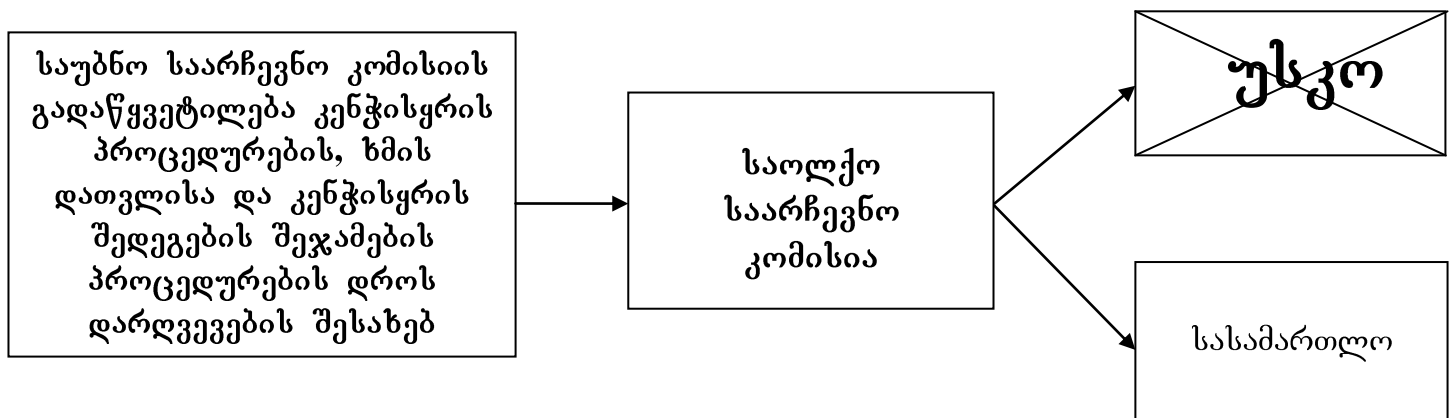 საუბნო საარჩევნო კომისიის
გადაწყვეტილება კენჭისყრის
პროცედურების, ხმის
დათვლისა და კენჭისყრის
შედეგების შეჯამების
პროცედურების დროს
დარღვევების შესახებ
საოლქო
საარჩევნო
კომისია
უსკო
სასამართლო